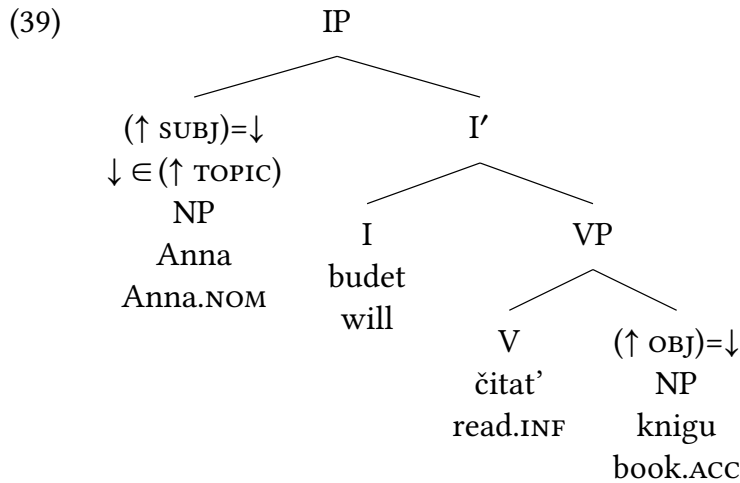 (39) IP
(↑ SUBJ)=↓ I′
↓ ∈ (↑ TOPIC)
NP I VP
Anna budet
Anna.NOM will
V (↑ OBJ)=↓
čitat’ NP
read.INF knigu
book.ACC